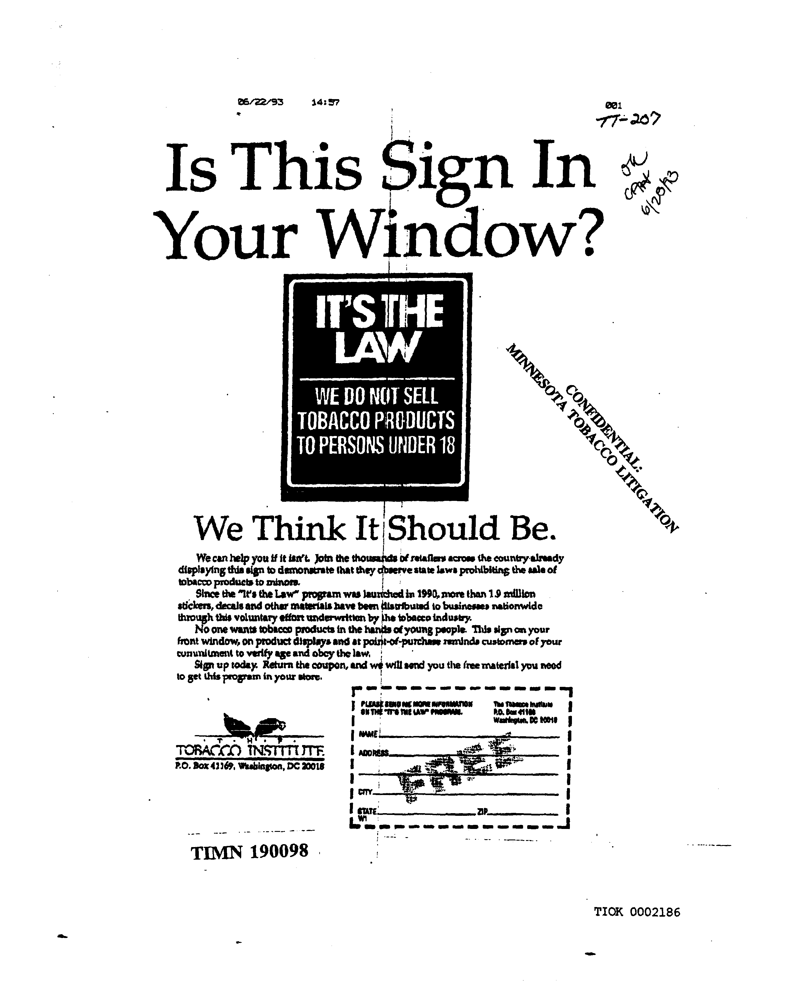 06/22/93 14:57 001
TT-207
OK
6/20/93
Is This Sign In
Your Window?
IT'S THE
LAW
WE DO NOT SELL
TOBACCO PRODUCTS
TO PERSONS UNDER 18
CONFIDENTIAL:
MINNESOTA TOBACCO LITIGATION
We Think It Should Be.
We can help you if it isn't. Join the thousands of retailers across the country already
displaying this sign to demonstrate that they observe state laws prohibiting the sale of
tobacco products to minors.
Since the "It's the Law" program was launched in 1990, more than 1.9 million
stickers, decals and other materials have been distributed to businesses nationwide
through this voluntary effort underwritten by the tobacco industry.
No one wants tobacco products in the hands of young people. This sign on your
front window, on product displays and at point-of-purchase reminds customers of your
commitment to verify age and obey the law.
Sign up today. Return the coupon, and we will send you the free material you need
to get this program in your store.
PLEASE SEND ME MORE INFORMATION
ON THE "IT'S THE LAW" PROGRAM.
The Tobacco Institute
P.O. Box 41169
Washington, DC 20018
NAME
ADDRESS
CITY
STATE ZIP
WI
FREE
THE
TOBACCO INSTITUTE
P.O. Box 41169, Washington, DC 20018
TIMN 190098
TIOK 0002186